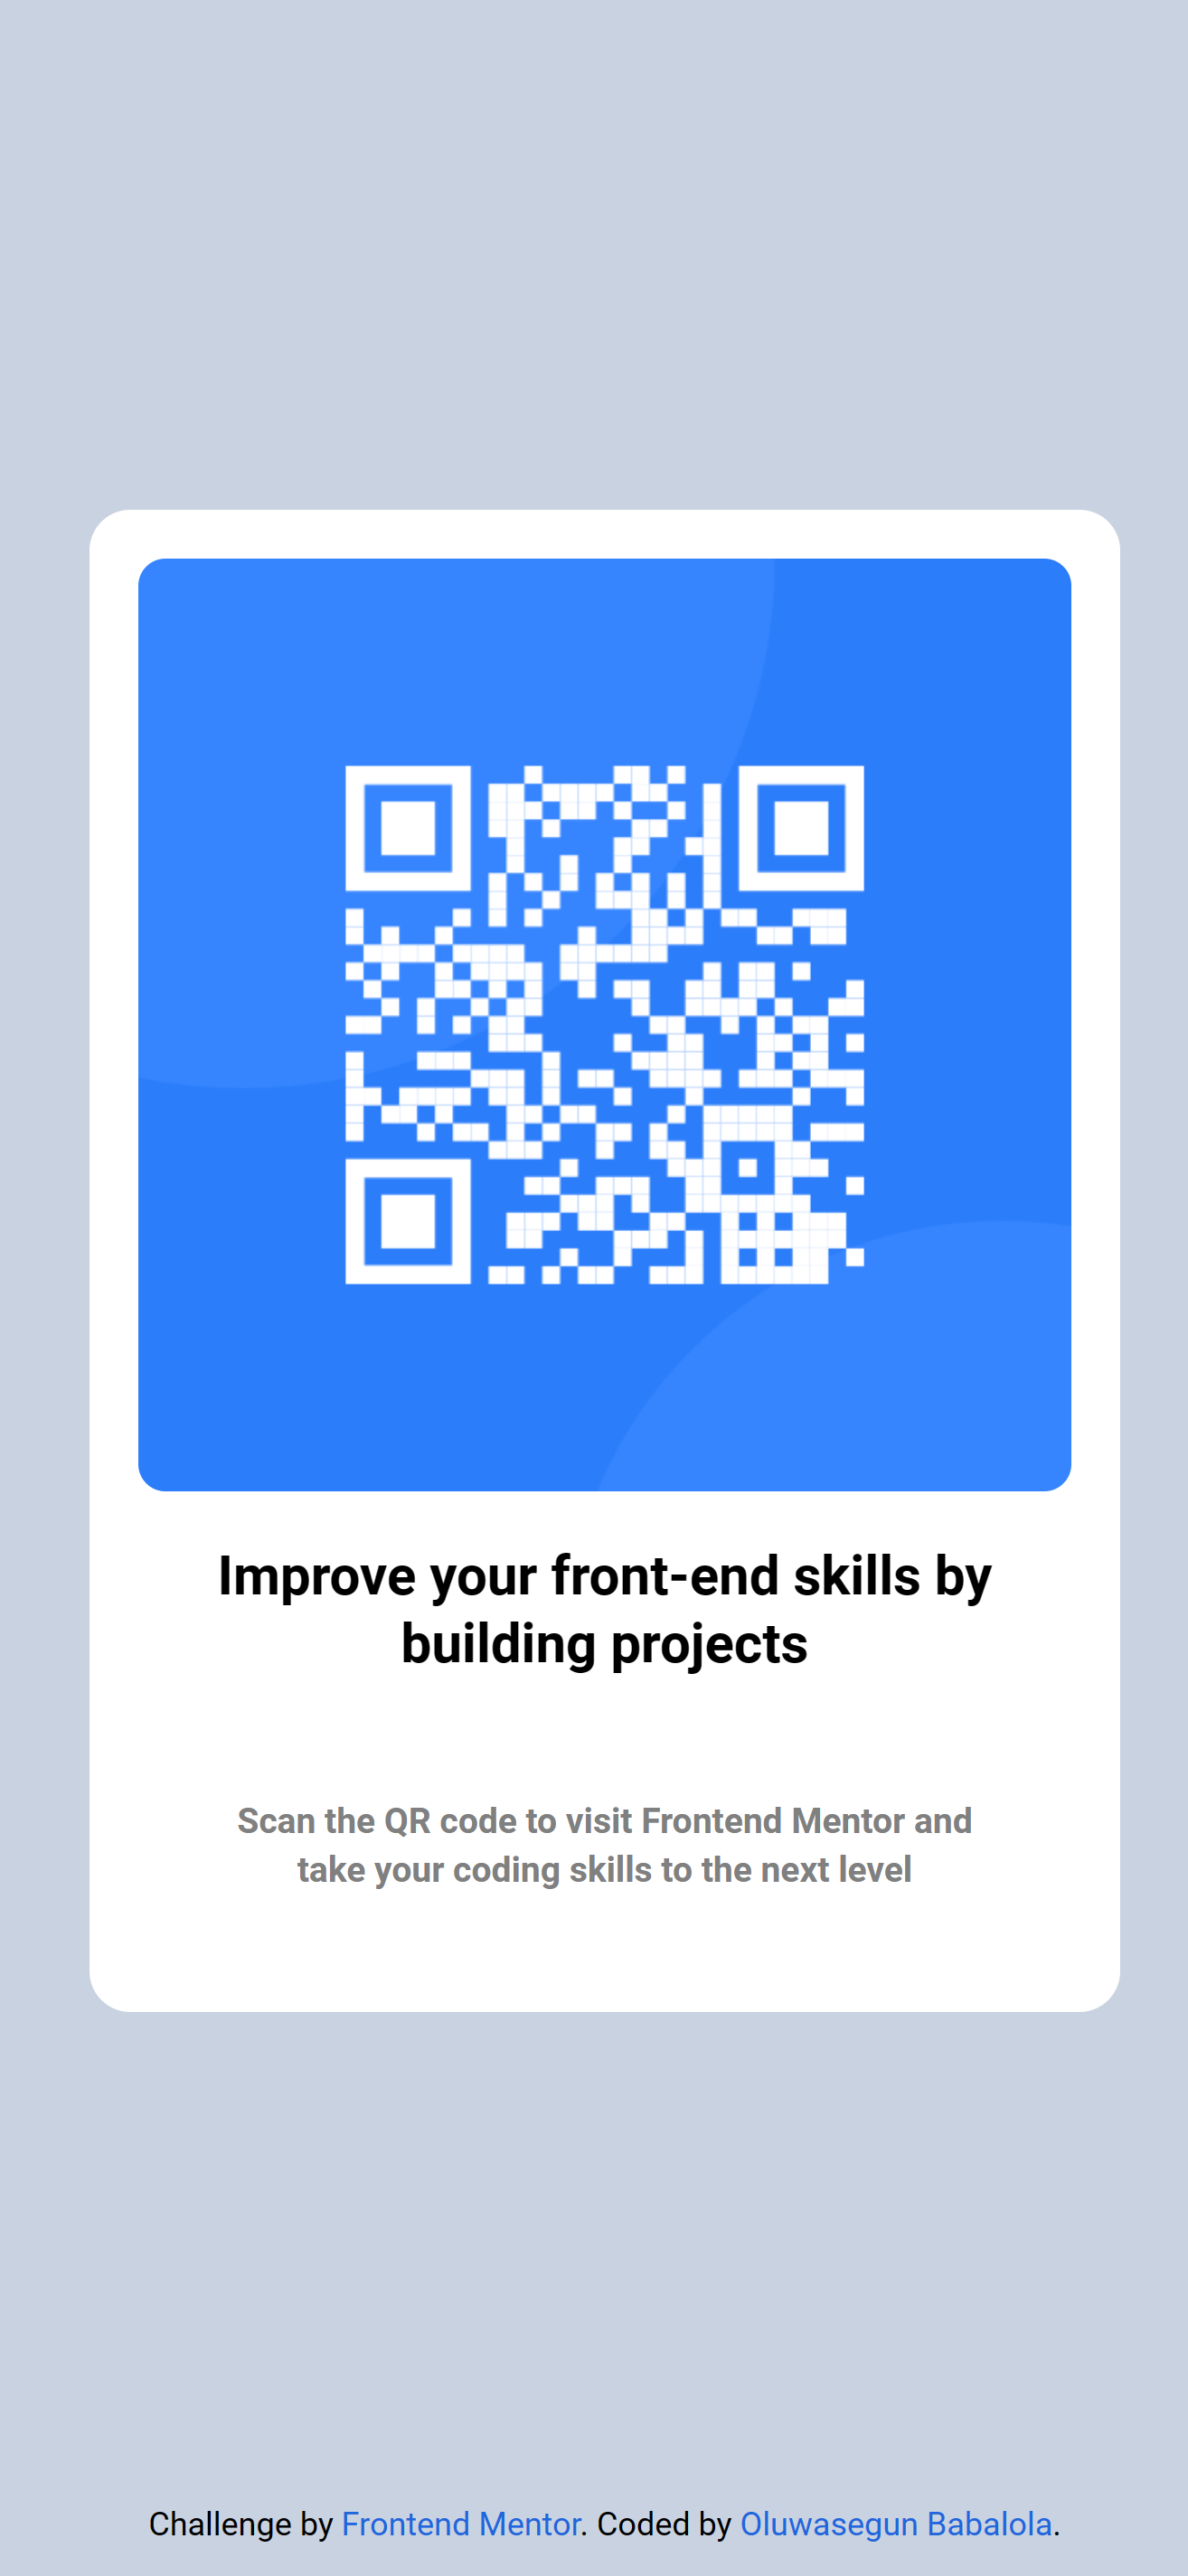 Improve your front-end skills by
building projects
Scan the QR code to visit Frontend Mentor and
take your coding skills to the next level
Challenge by Frontend Mentor. Coded by Oluwasegun Babalola.